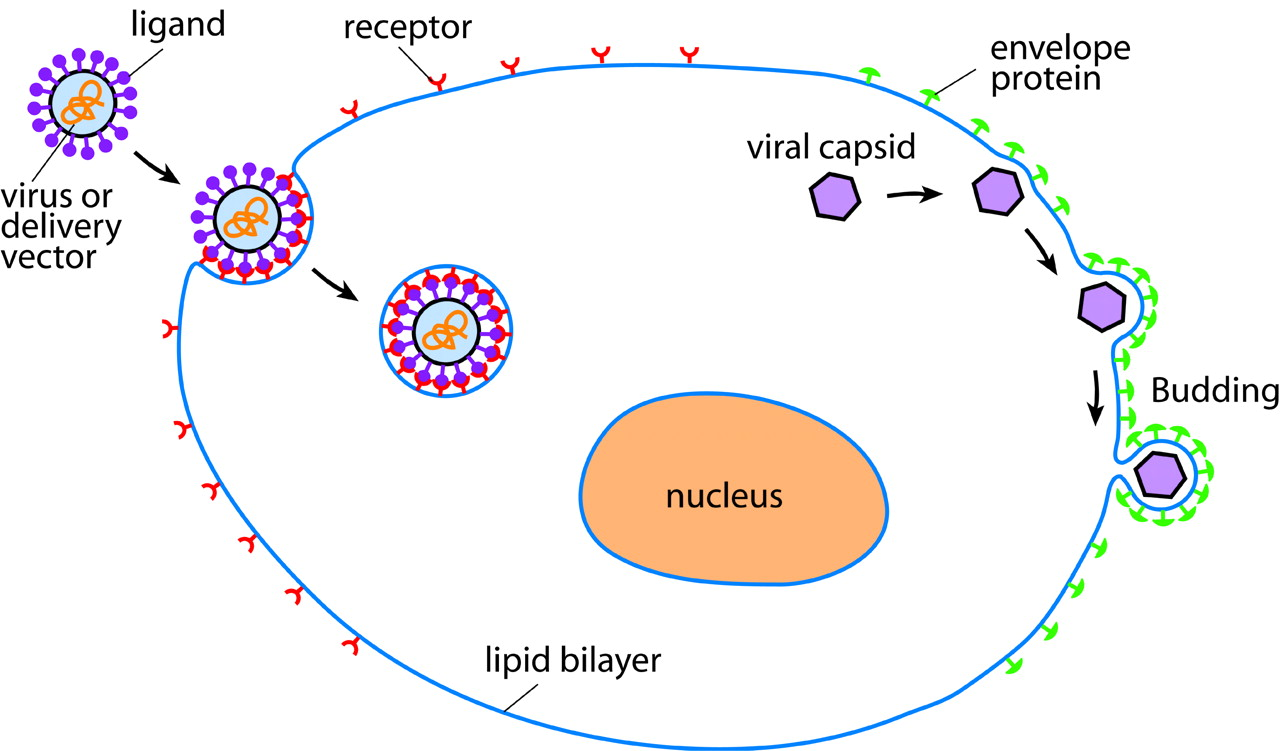 ligand
receptor
envelope
protein
viral capsid
virus or
delivery
vector
Budding
nucleus
lipid bilayer